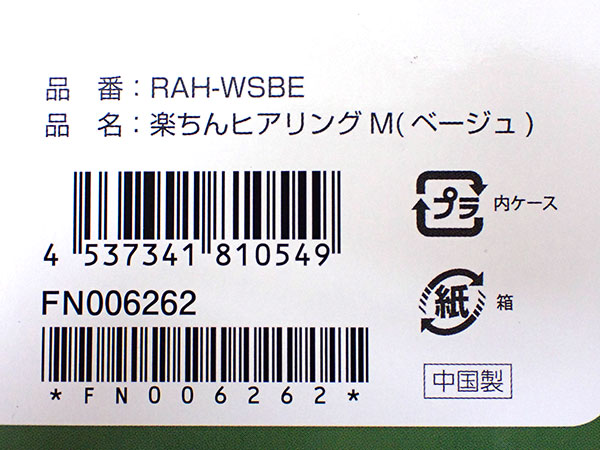 品 番：RAH-WSBE
品 名：楽ちんヒアリングM(ベージュ)
4 537341 810549
プラ 内ケース
FN006262
紙 箱
*FN006262*
中国製